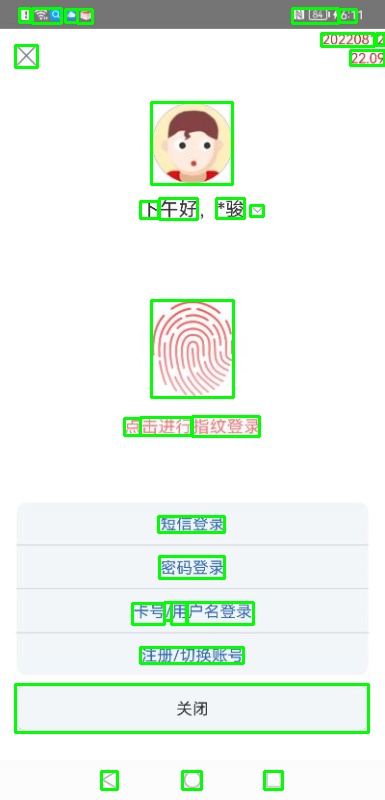 84 6:11
22.09
下午好，*骏
点击进行指纹登录
短信登录
密码登录
卡号/用户名登录
注册/切换账号
关闭